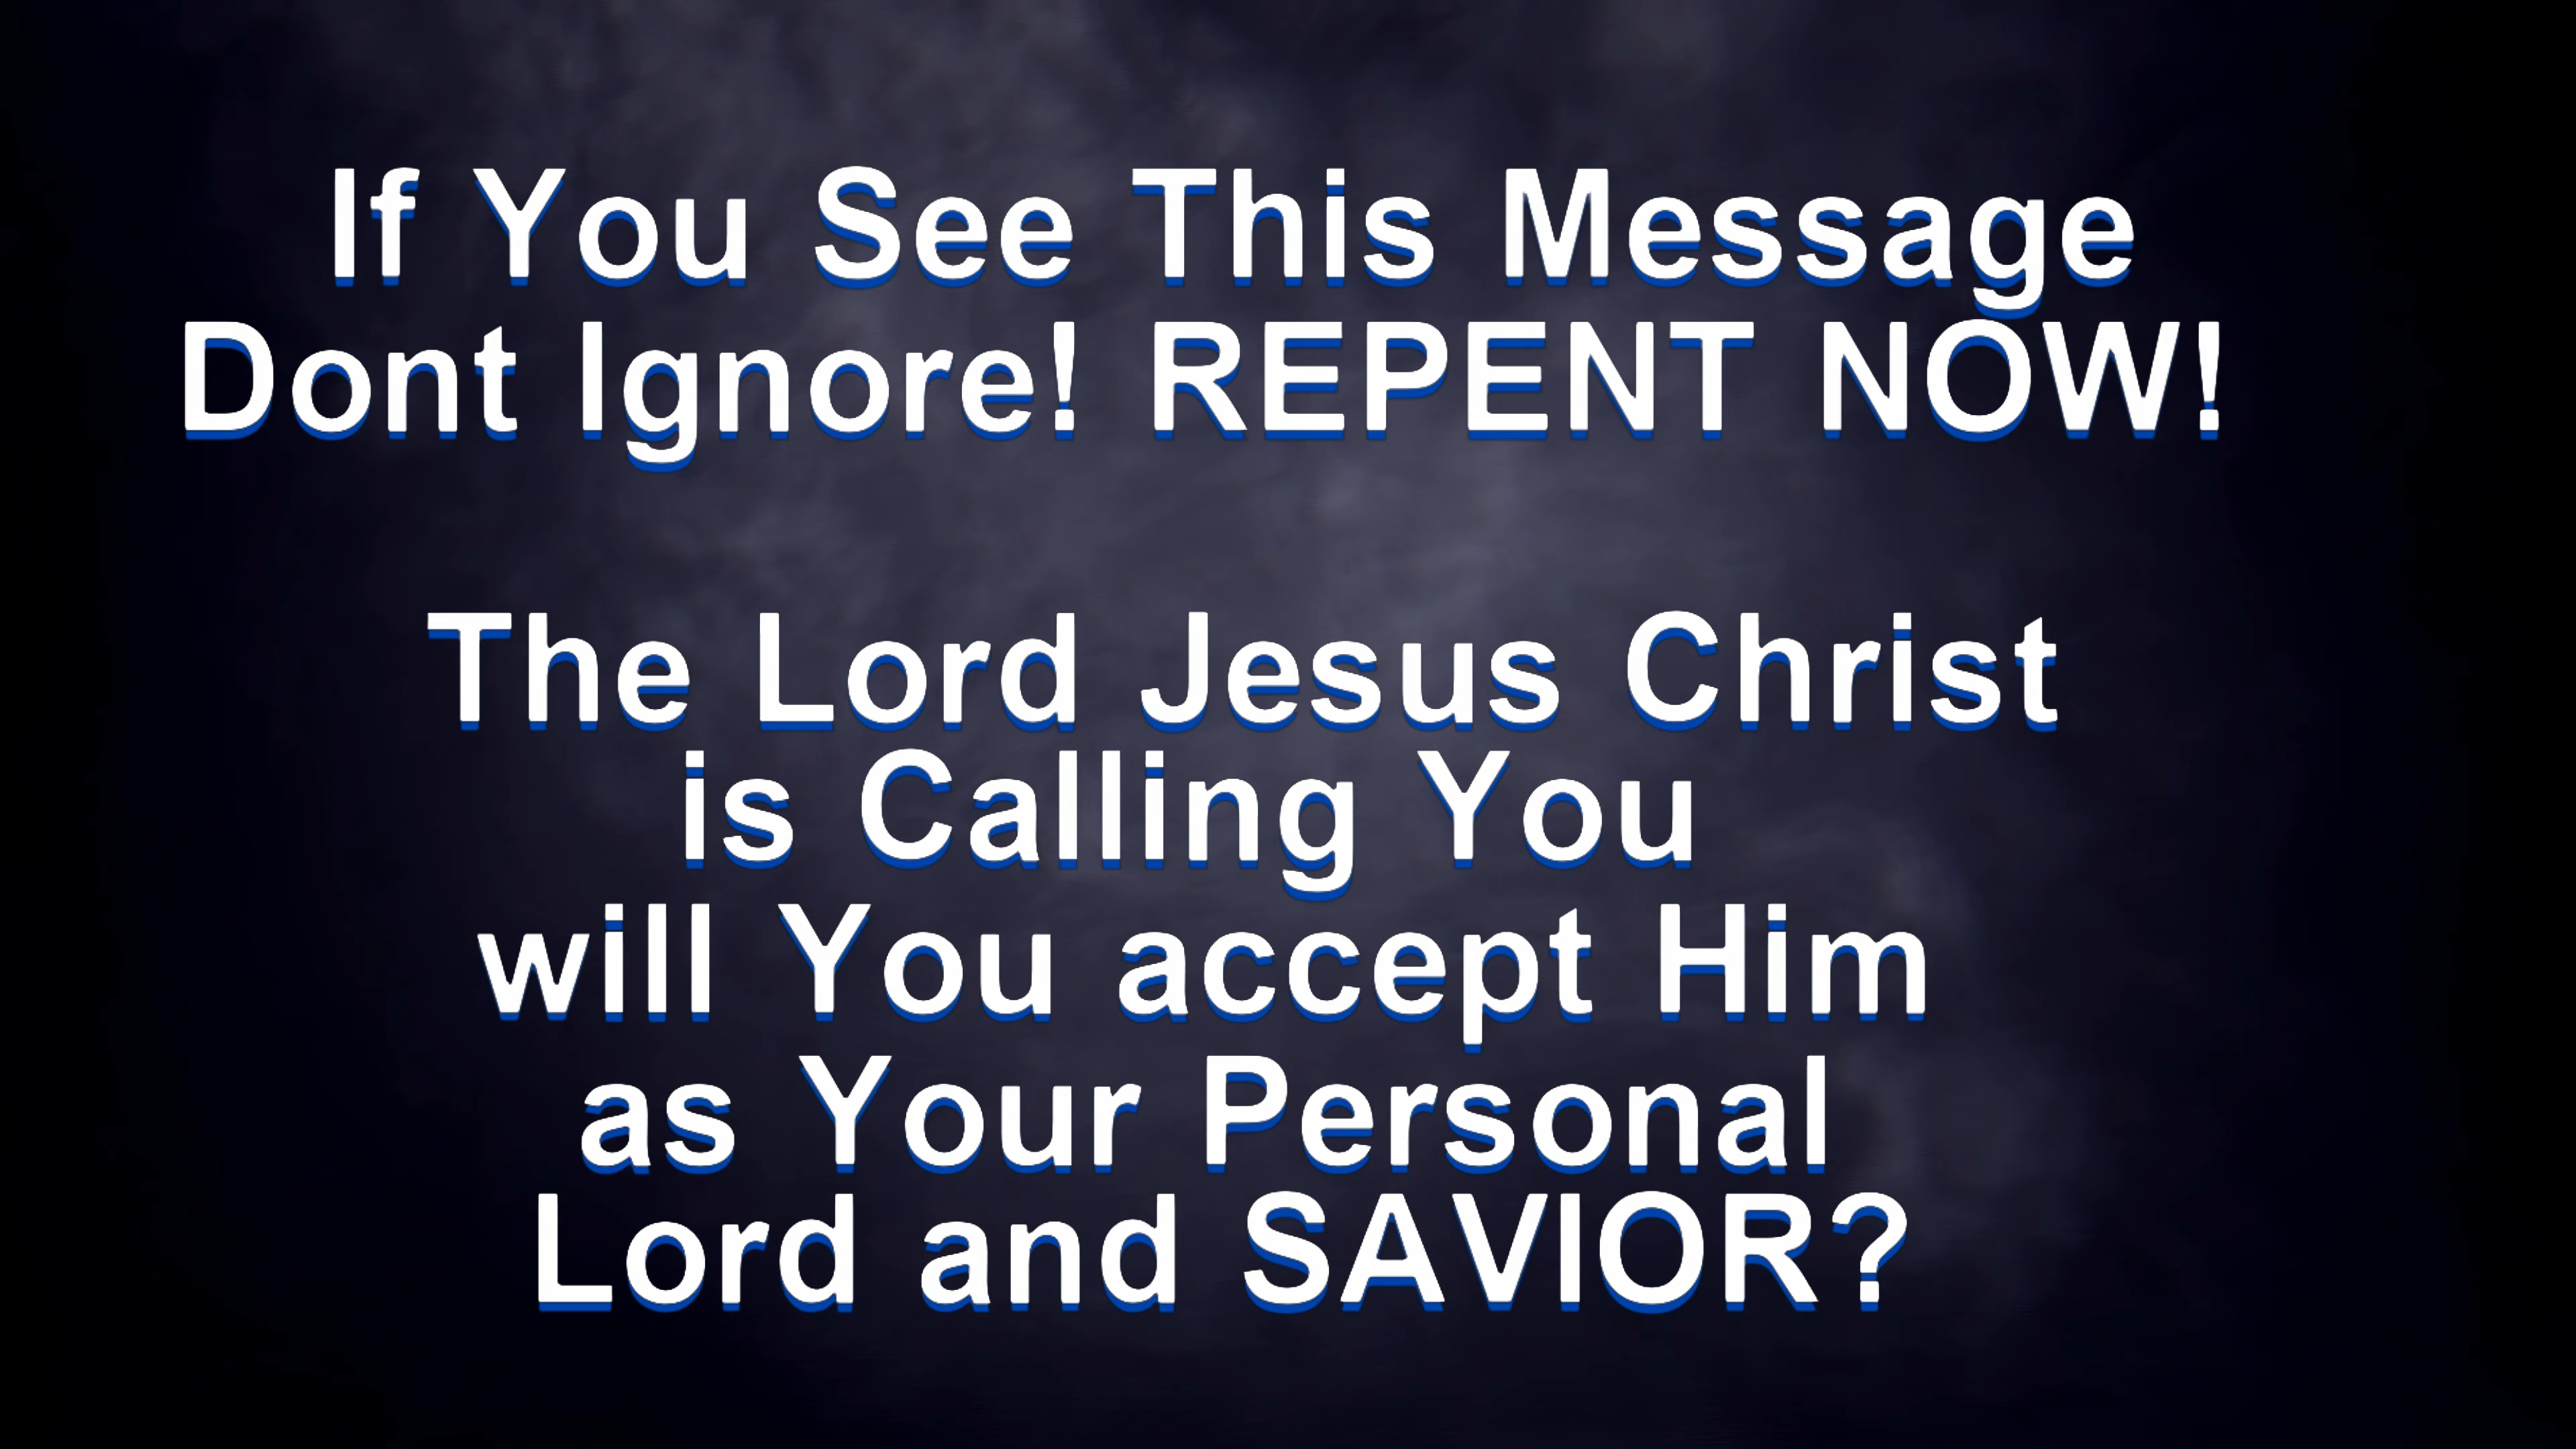 If You See This Message
Dont Ignore! REPENT NOW!
The Lord Jesus Christ
is Calling You
will You accept Him
as Your Personal
Lord and SAVIOR?